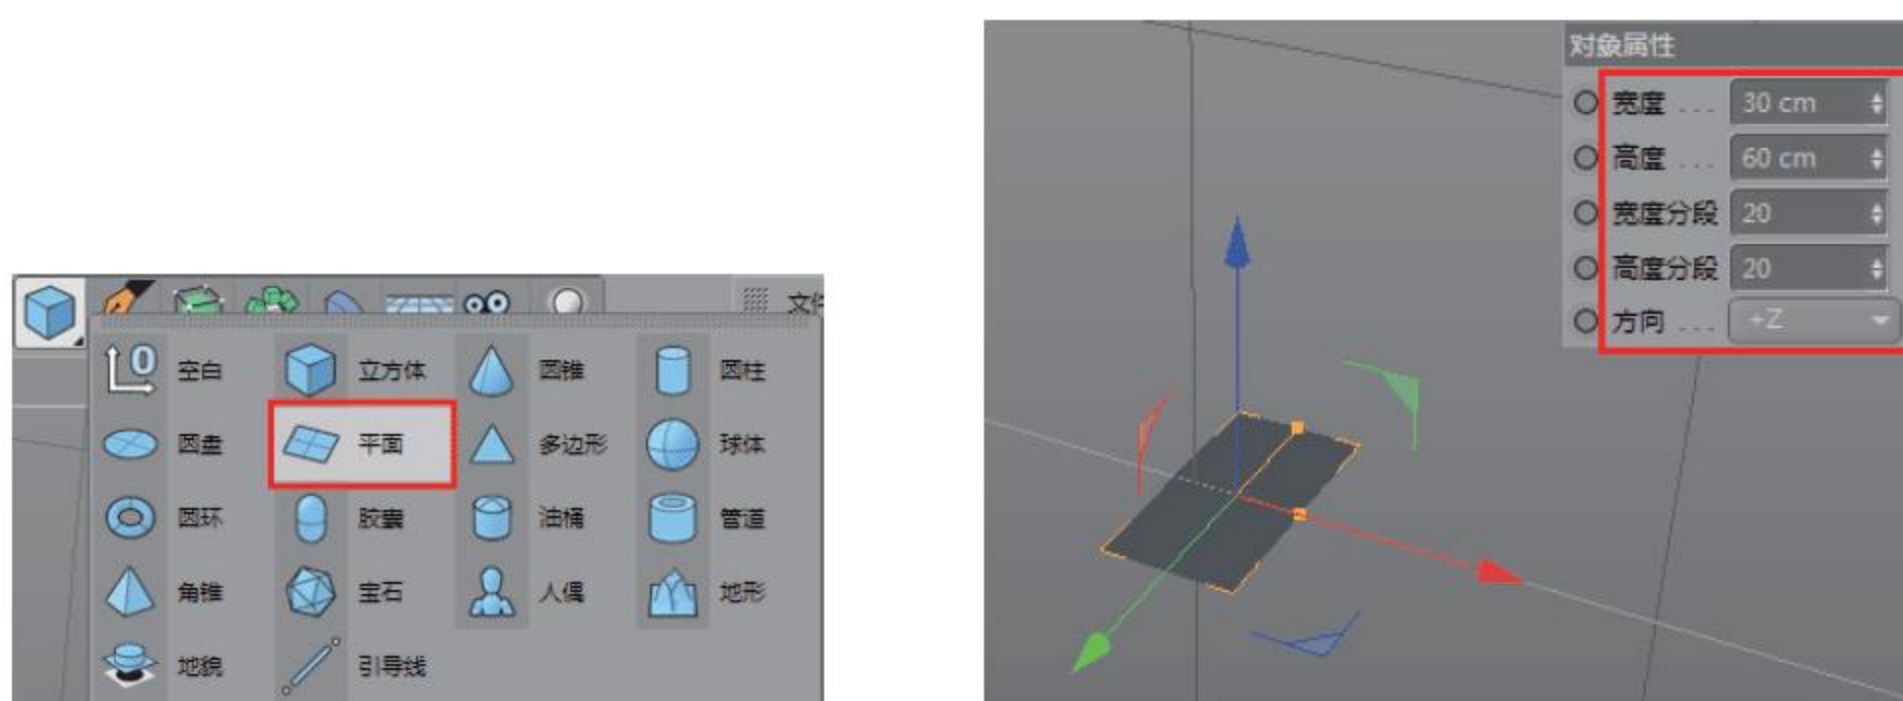 文件
空白 立方体 圆锥 圆柱
圆盘 平面 多边形 球体
圆环 胶囊 油桶 管道
角锥 宝石 人偶 地形
地貌 引导线
对象属性
宽度 . . . 30 cm
高度 . . . 60 cm
宽度分段 20
高度分段 20
方向 . . . +Z